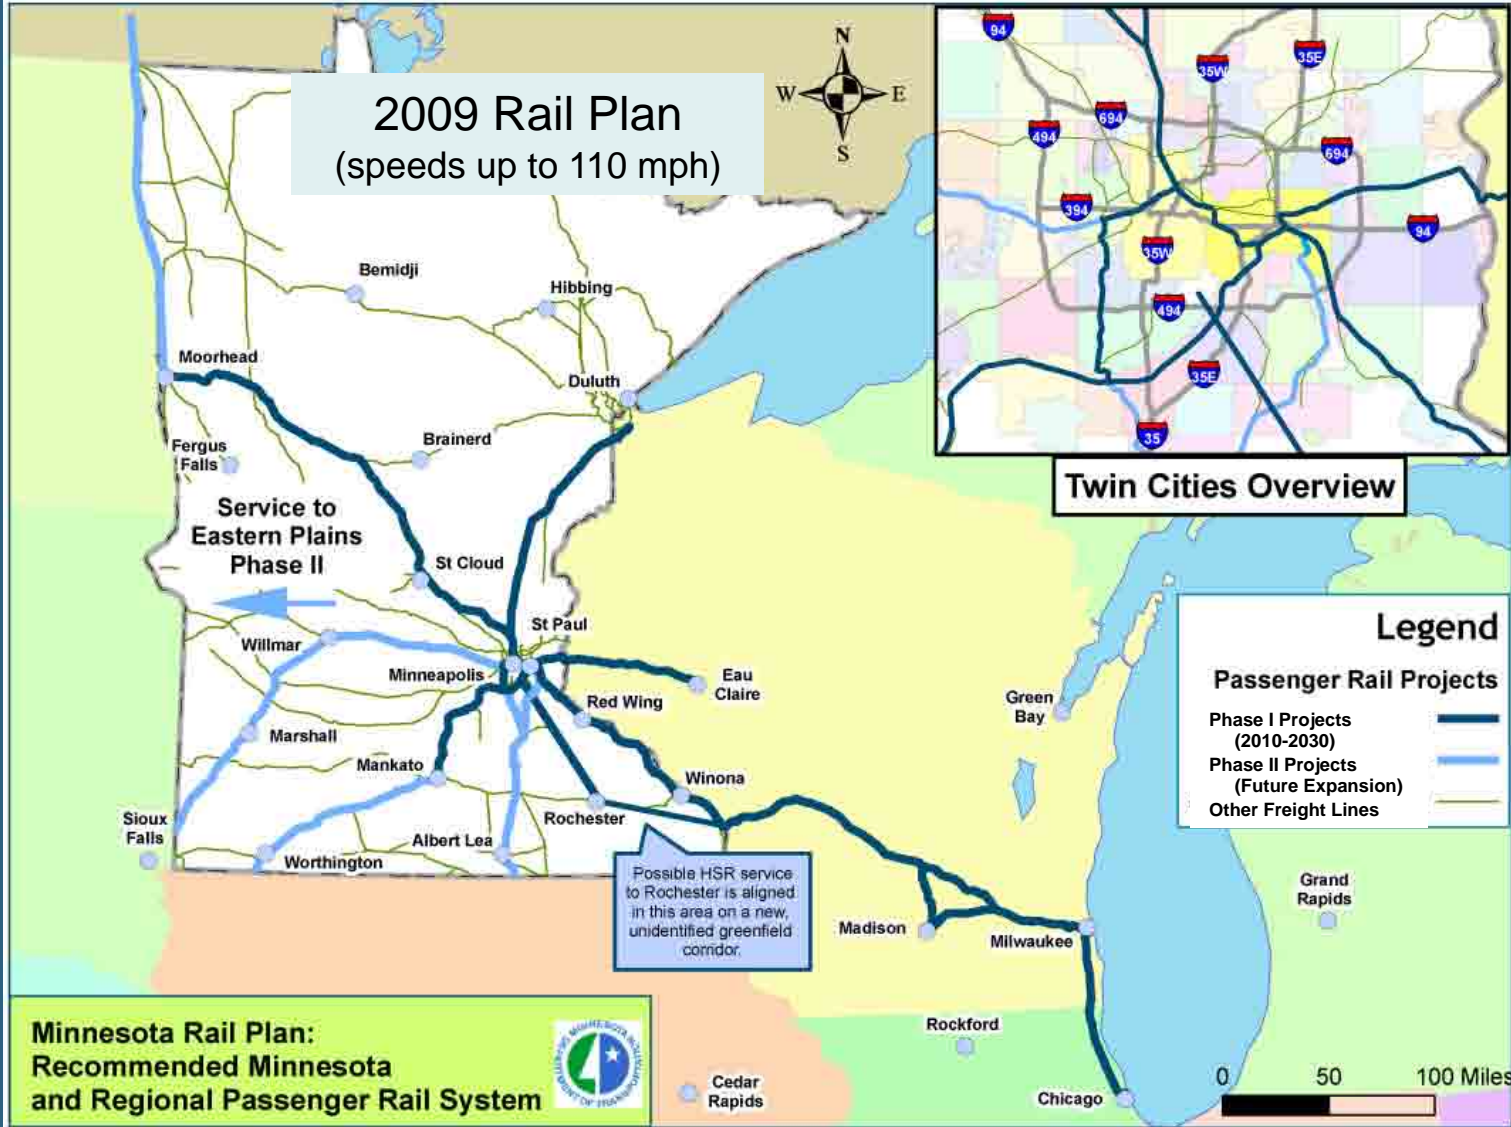 2009 Rail Plan
(speeds up to 110 mph)
N
W
E
S
94
35W
35E
694
494
694
394
94
35W
494
35E
35
Twin Cities Overview
Bemidji
Hibbing
Moorhead
Duluth
Brainerd
Fergus
Falls
Service to
Eastern Plains
Phase II
St Cloud
St Paul
Willmar
Minneapolis
Eau
Claire
Red Wing
Green
Bay
Marshall
Mankato
Winona
Sioux
Falls
Rochester
Albert Lea
Worthington
Possible HSR service
to Rochester is aligned
in this area on a new,
unidentified greenfield
corridor.
Madison
Milwaukee
Grand
Rapids
Rockford
Cedar
Rapids
Chicago
Legend
Passenger Rail Projects
Phase I Projects
(2010-2030)
Phase II Projects
(Future Expansion)
Other Freight Lines
Minnesota Rail Plan:
Recommended Minnesota
and Regional Passenger Rail System
MINNESOTA DEPARTMENT OF TRANSPORTATION
0 50 100 Miles